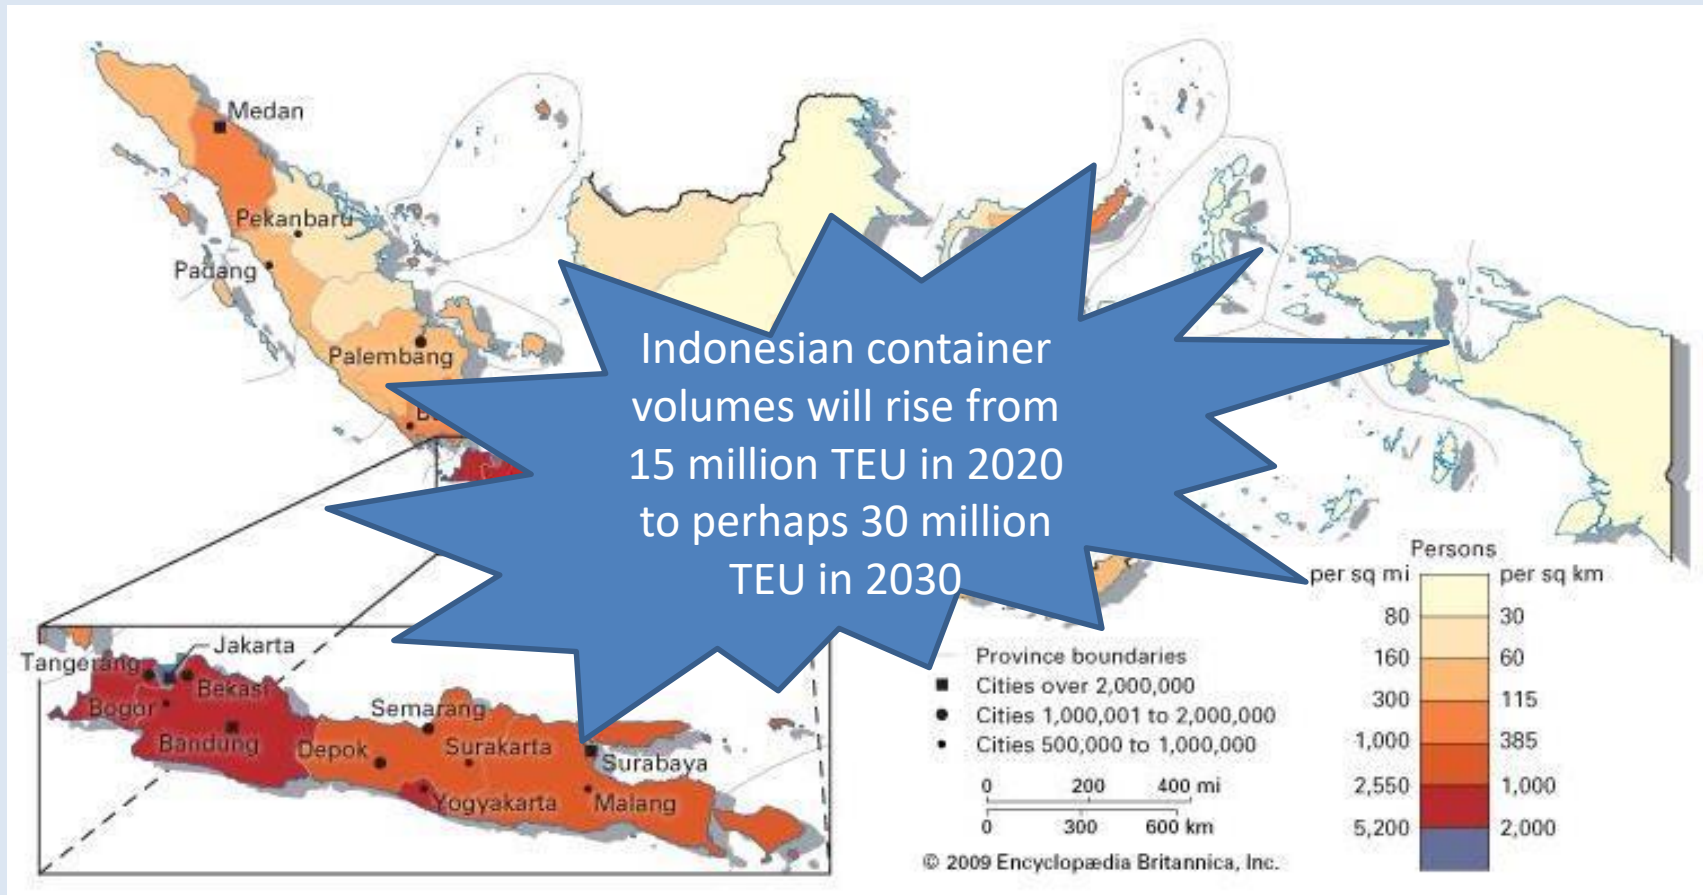 Medan
Pekanbaru
Padang
Palembang
Indonesian container
volumes will rise from
15 million TEU in 2020
to perhaps 30 million
TEU in 2030
Jakarta
Tangerang
Bekasi
Bogor
Bandung
Semarang
Depok
Surakarta
Surabaya
Yogyakarta
Malang
Province boundaries
Cities over 2,000,000
Cities 1,000,001 to 2,000,000
Cities 500,000 to 1,000,000
0 200 400 mi
0 300 600 km
© 2009 Encyclopædia Britannica, Inc.
Persons
per sq mi per sq km
80 30
160 60
300 115
1,000 385
2,550 1,000
5,200 2,000